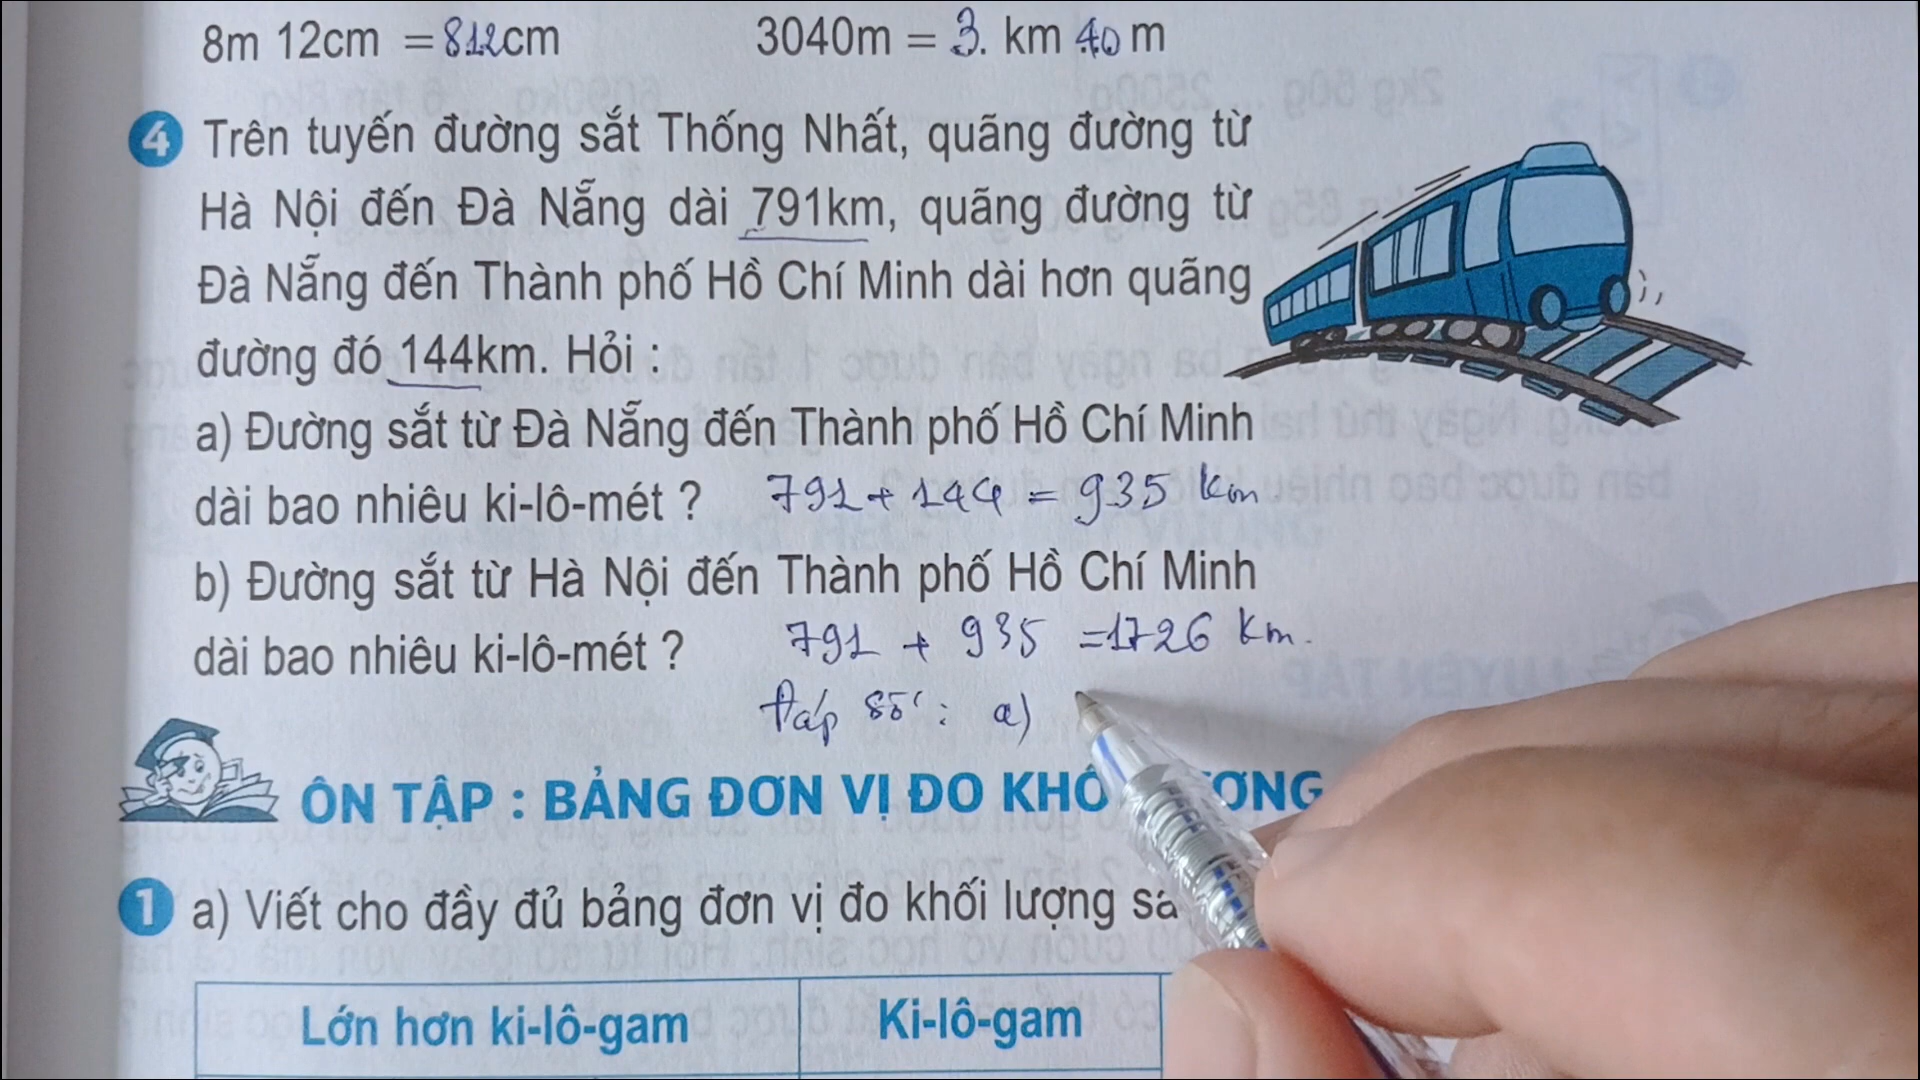 8m 12cm = 812cm 3040m = 3. km 40 m
4 Trên tuyến đường sắt Thống Nhất, quãng đường từ
Hà Nội đến Đà Nẵng dài 791km, quãng đường từ
Đà Nẵng đến Thành phố Hồ Chí Minh dài hơn quãng
đường đó 144km. Hỏi :
a) Đường sắt từ Đà Nẵng đến Thành phố Hồ Chí Minh
dài bao nhiêu ki-lô-mét ? 791 + 144 = 935 km
b) Đường sắt từ Hà Nội đến Thành phố Hồ Chí Minh
dài bao nhiêu ki-lô-mét ? 791 + 935 = 1726 km.
Đáp số : a)
ÔN TẬP : BẢNG ĐƠN VỊ ĐO
1 a) Viết cho đầy đủ bảng đơn vị đo khối lượng
Lớn hơn ki-lô-gam Ki-lô-gam